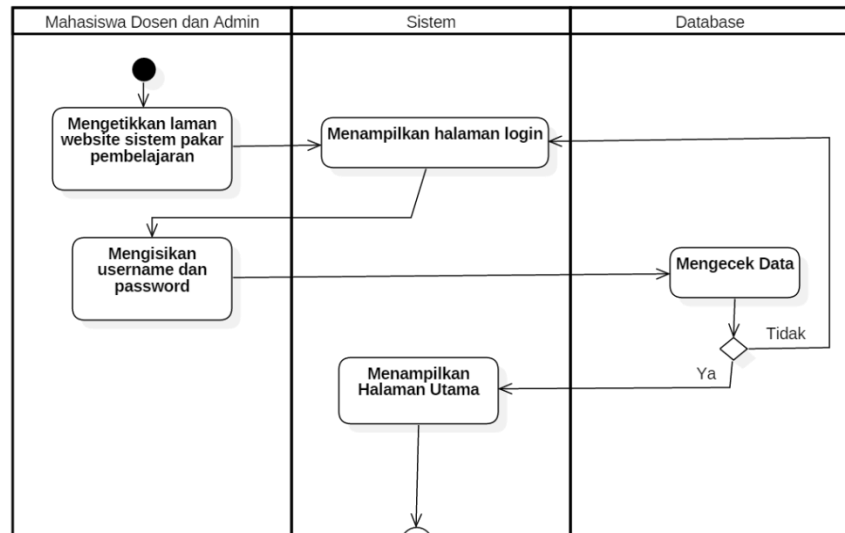 Mahasiswa Dosen dan Admin
Sistem
Database
Mengetikkan laman
website sistem pakar
pembelajaran
Menampilkan halaman login
Mengisikan
username dan
password
Mengecek Data
Tidak
Ya
Menampilkan
Halaman Utama